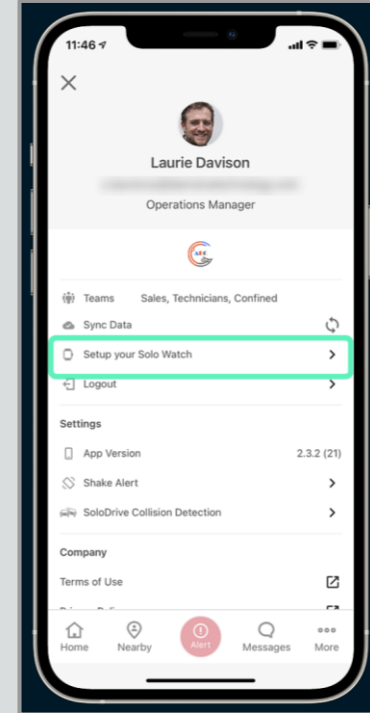 11:46
Laurie Davison
Operations Manager
Teams Sales, Technicians, Confined
Sync Data
Setup your Solo Watch
Logout
Settings
App Version 2.3.2 (21)
Shake Alert
SoloDrive Collision Detection
Company
Terms of Use
Home Nearby Alert Messages More